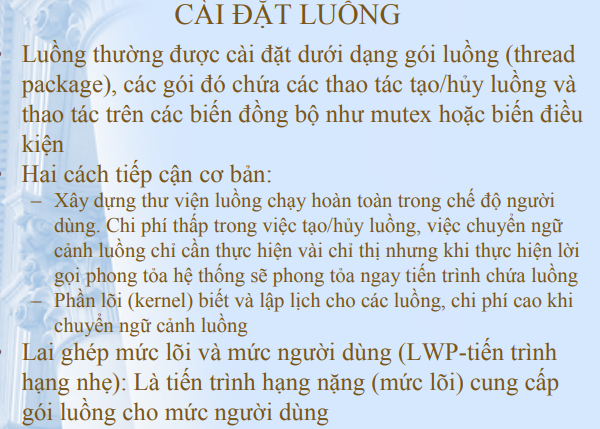 CÀI ĐẶT LUỒNG
• Luồng thường được cài đặt dưới dạng gói luồng (thread
package), các gói đó chứa các thao tác tạo/hủy luồng và
thao tác trên các biến đồng bộ như mutex hoặc biến điều
kiện
• Hai cách tiếp cận cơ bản:
– Xây dựng thư viện luồng chạy hoàn toàn trong chế độ người
dùng. Chi phí thấp trong việc tạo/hủy luồng, việc chuyển ngữ
cảnh luồng chỉ cần thực hiện vài chỉ thị nhưng khi thực hiện lời
gọi phong tỏa hệ thống sẽ phong tỏa ngay tiến trình chứa luồng
– Phần lõi (kernel) biết và lập lịch cho các luồng, chi phí cao khi
chuyển ngữ cảnh luồng
• Lai ghép mức lõi và mức người dùng (LWP-tiến trình
hạng nhẹ): Là tiến trình hạng nặng (mức lõi) cung cấp
gói luồng cho mức người dùng